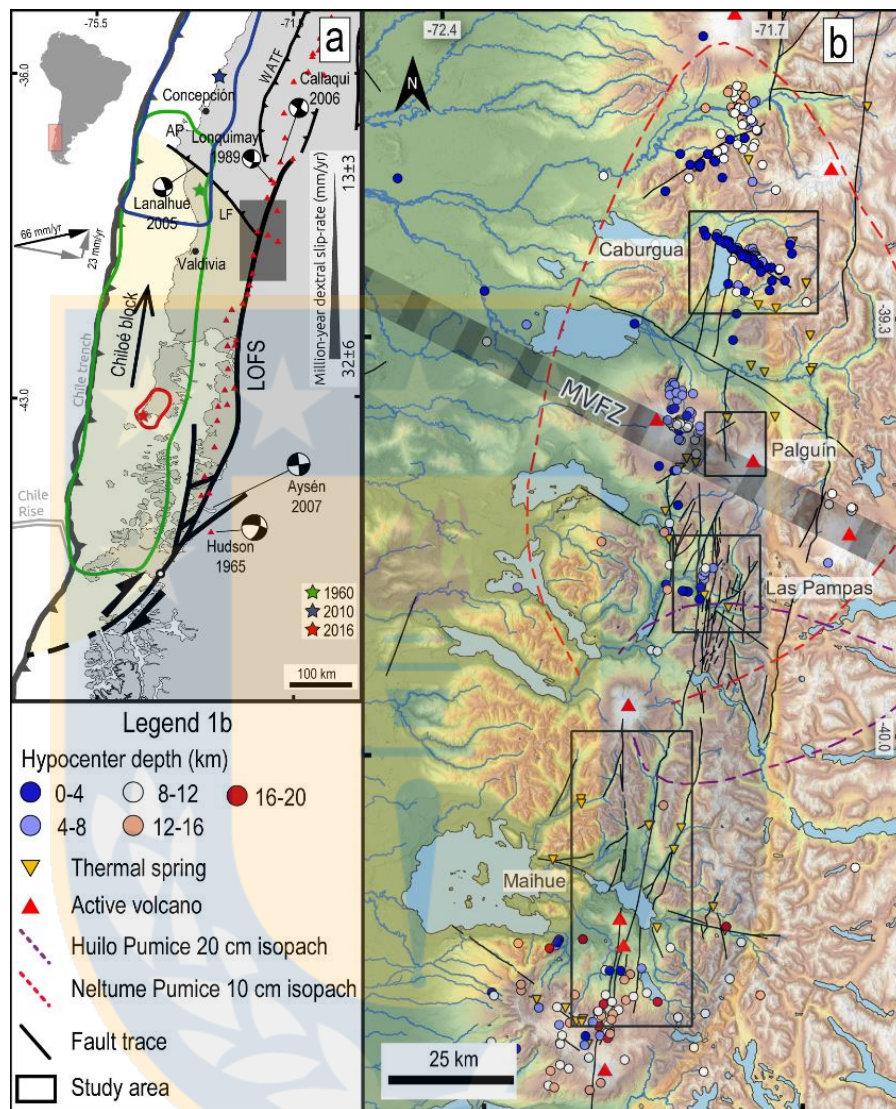 -75.5
-71.5
a
-36.0
Concepción
WATF
Callaqui
2006
AP
Lonquimay
1989
Lanalhue
2005
LF
66 mm/yr
23 mm/yr
Valdivia
13±3
Million-year dextral slip-rate (mm/yr)
32±6
Chiloé block
Chile trench
LOFS
-43.0
Chile
Rise
Aysén
2007
Hudson
1965
1960
2010
2016
100 km
Legend 1b
Hypocenter depth (km)
0-4
8-12
16-20
4-8
12-16
Thermal spring
Active volcano
Huilo Pumice 20 cm isopach
Neltume Pumice 10 cm isopach
Fault trace
Study area
-72.4
-71.7
b
N
Caburgua
-39.3
MVFZ
Palguín
Las Pampas
-40.0
Maihue
25 km